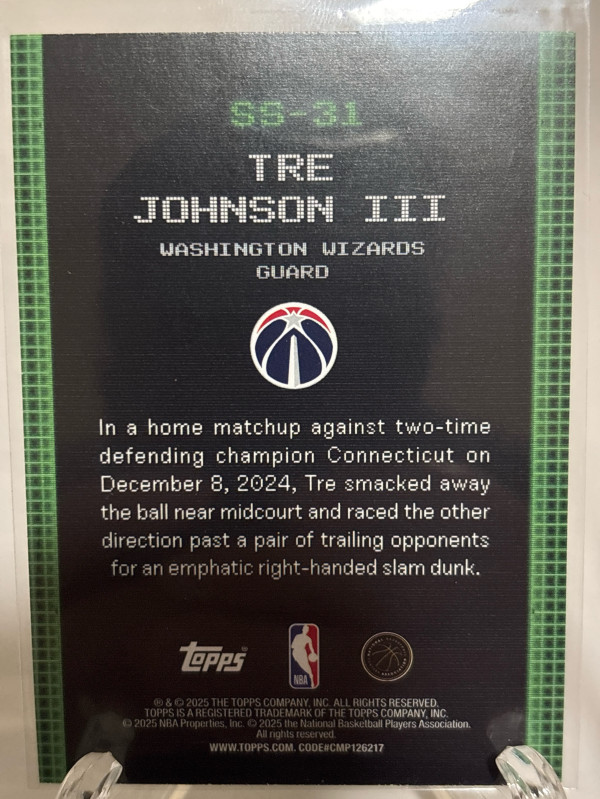 SS-31
TRE
JOHNSON III
WASHINGTON WIZARDS
GUARD
In a home matchup against two-time
defending champion Connecticut on
December 8, 2024, Tre smacked away
the ball near midcourt and raced the other
direction past a pair of trailing opponents
for an emphatic right-handed slam dunk.
topps®
NBA
® & © 2025 THE TOPPS COMPANY, INC. ALL RIGHTS RESERVED.
TOPPS IS A REGISTERED TRADEMARK OF THE TOPPS COMPANY, INC.
© 2025 NBA Properties, Inc. © 2025 the National Basketball Players Association.
All rights reserved.
WWW.TOPPS.COM. CODE#CMP126217